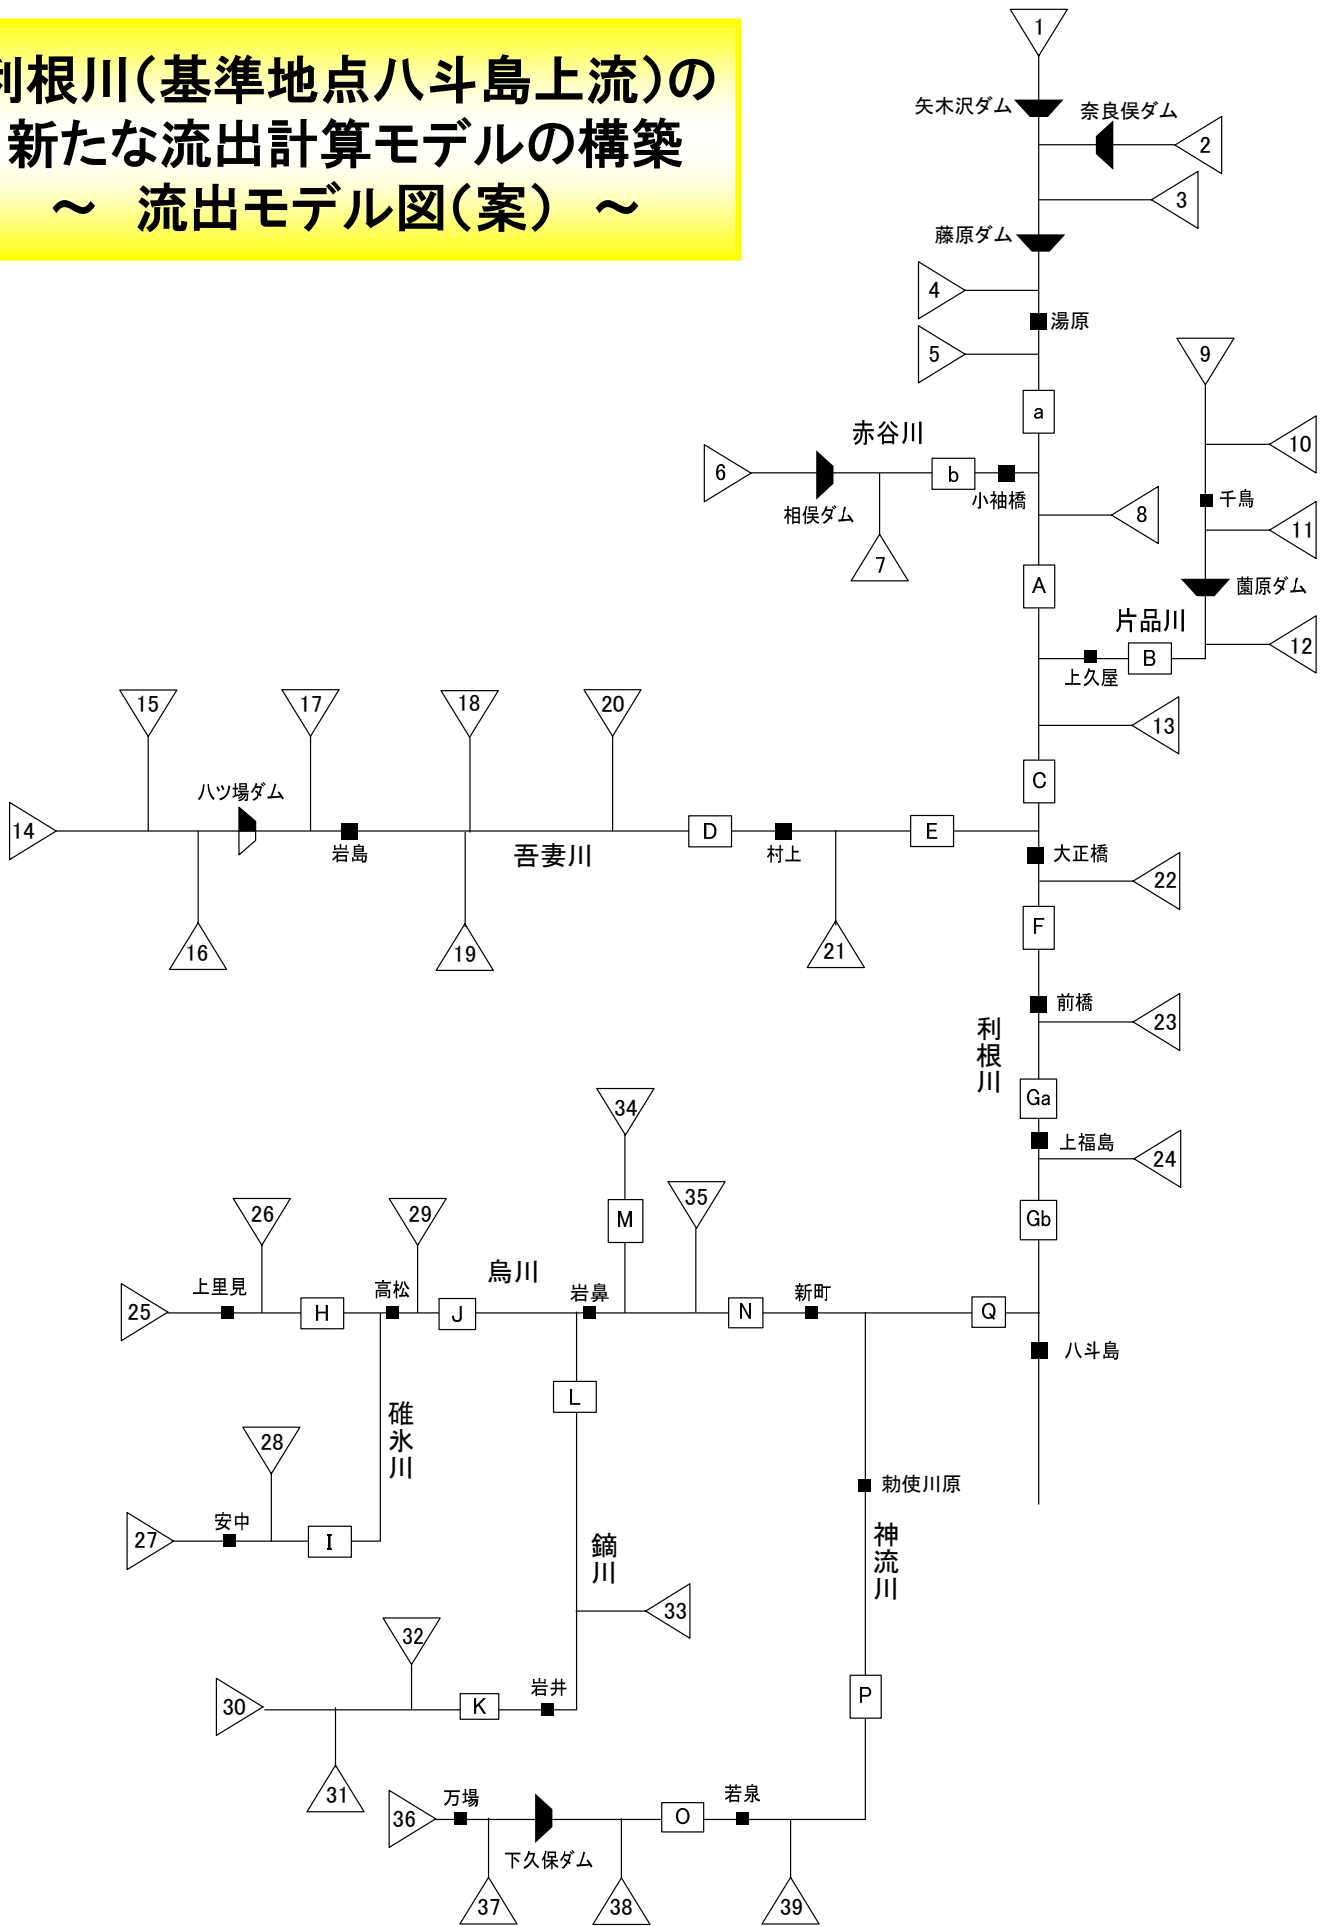 利根川(基準地点八斗島上流)の
新たな流出計算モデルの構築
～ 流出モデル図(案) ～
1
矢木沢ダム
奈良俣ダム
2
3
藤原ダム
4
湯原
5
9
a
赤谷川
10
6
b
小袖橋
千鳥
相俣ダム
8
11
7
A
薗原ダム
片品川
12
B
上久屋
15
17
18
20
13
八ツ場ダム
C
14
岩島
吾妻川
D
村上
E
大正橋
22
16
19
21
F
前橋
23
利根川
Ga
34
上福島
24
26
29
35
M
Gb
烏川
上里見
高松
岩鼻
新町
25
H
J
N
Q
八斗島
L
碓氷川
28
勅使川原
安中
27
I
鏑川
神流川
33
32
岩井
30
K
P
31
万場
若泉
36
O
下久保ダム
37
38
39